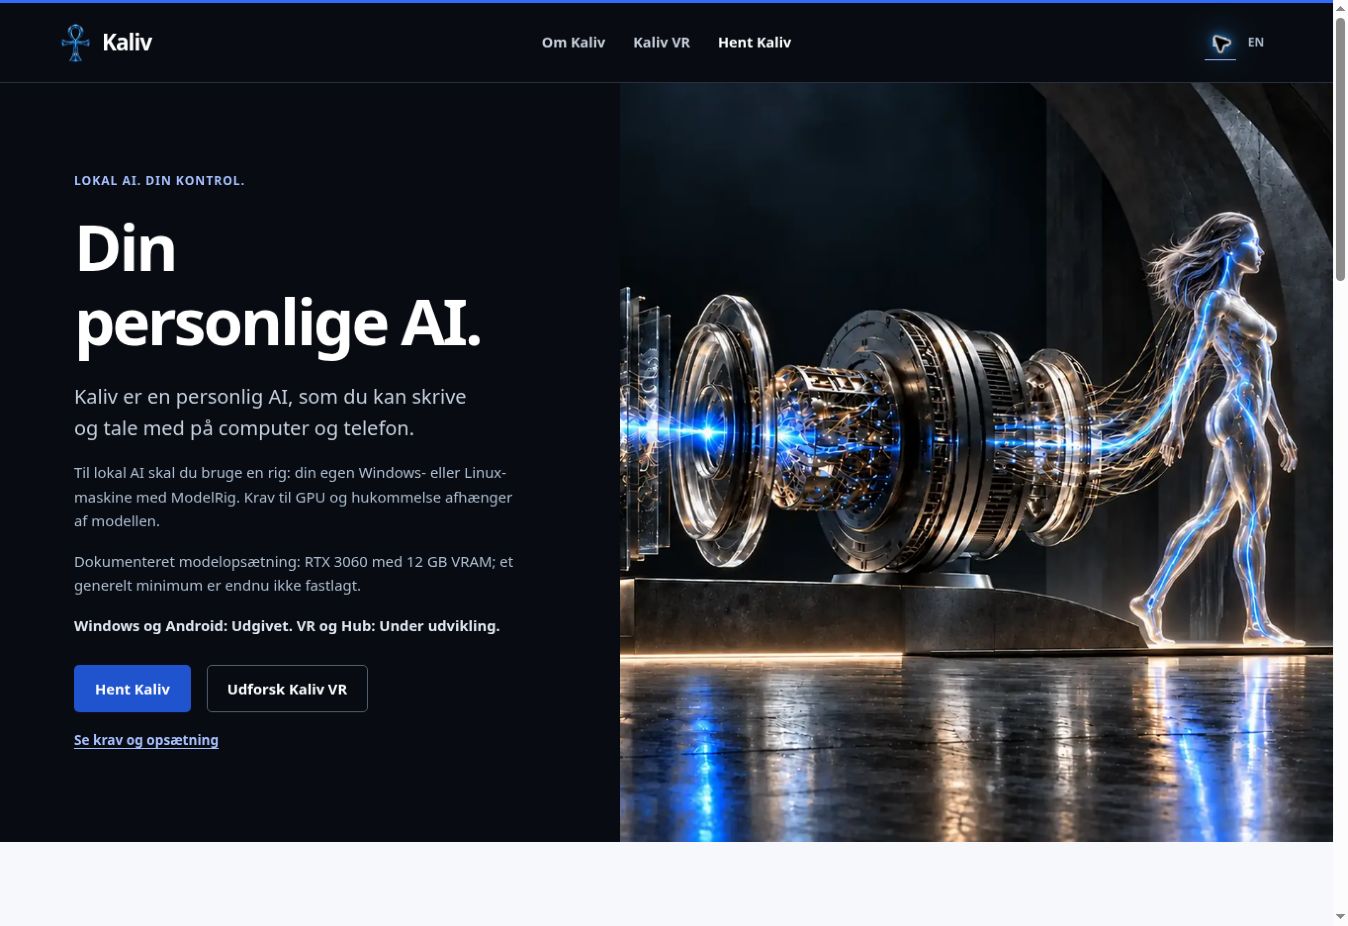 Kaliv
Om Kaliv
Kaliv VR
Hent Kaliv
EN
LOKAL AI. DIN KONTROL.
Din
personlige AI.
Kaliv er en personlig AI, som du kan skrive
og tale med på computer og telefon.
Til lokal AI skal du bruge en rig: din egen Windows- eller Linux-
maskine med ModelRig. Krav til GPU og hukommelse afhænger
af modellen.
Dokumenteret modelopsætning: RTX 3060 med 12 GB VRAM; et
generelt minimum er endnu ikke fastlagt.
Windows og Android: Udgivet. VR og Hub: Under udvikling.
Hent Kaliv
Udforsk Kaliv VR
Se krav og opsætning